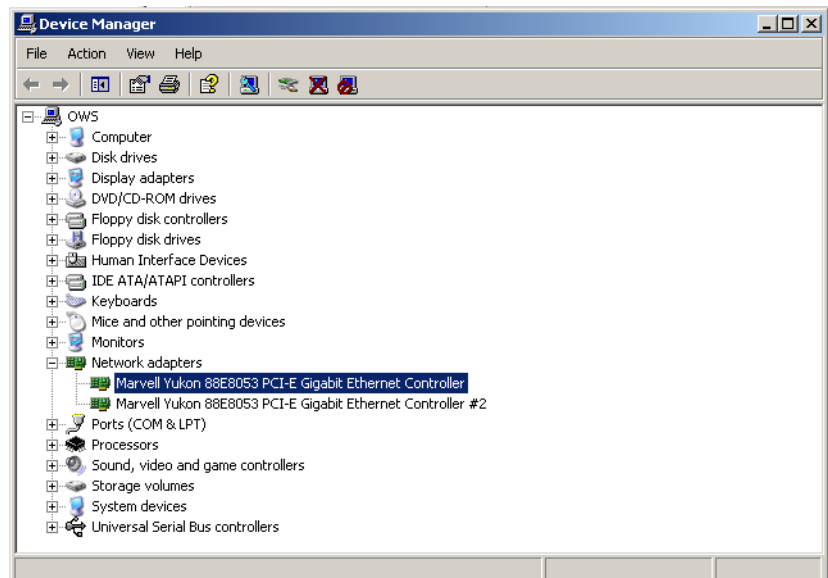 Device Manager
File Action View Help
OWS
Computer
Disk drives
Display adapters
DVD/CD-ROM drives
Floppy disk controllers
Floppy disk drives
Human Interface Devices
IDE ATA/ATAPI controllers
Keyboards
Mice and other pointing devices
Monitors
Network adapters
Marvell Yukon 88E8053 PCI-E Gigabit Ethernet Controller
Marvell Yukon 88E8053 PCI-E Gigabit Ethernet Controller #2
Ports (COM & LPT)
Processors
Sound, video and game controllers
Storage volumes
System devices
Universal Serial Bus controllers